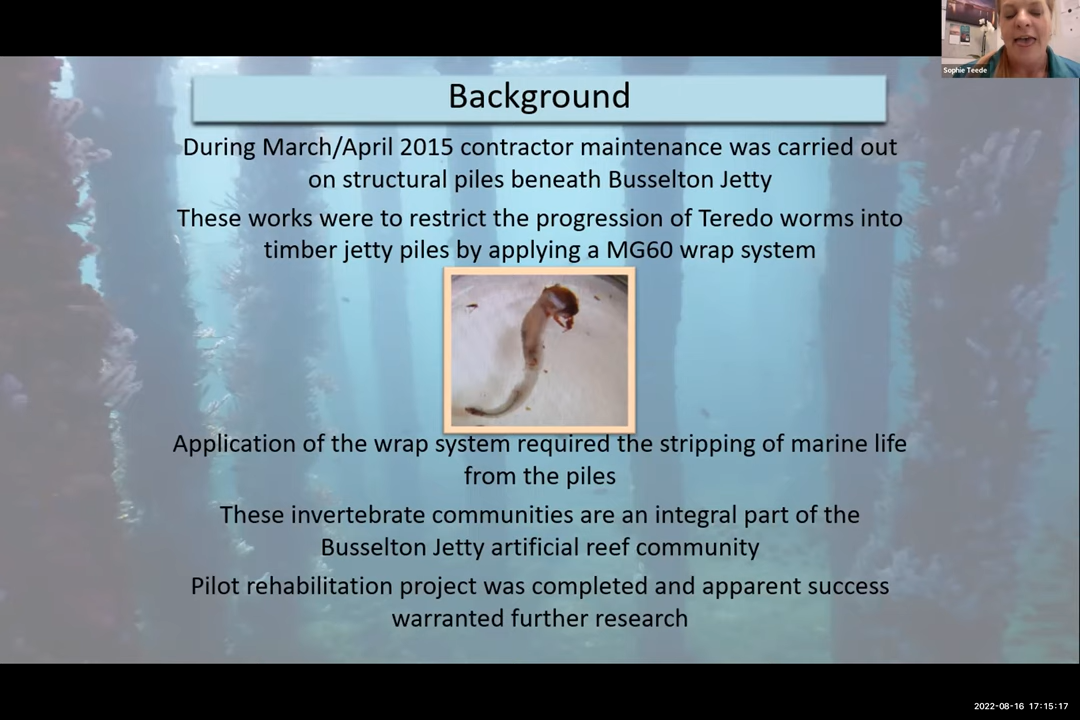 Sophie Teede
Background
During March/April 2015 contractor maintenance was carried out
on structural piles beneath Busselton Jetty
These works were to restrict the progression of Teredo worms into
timber jetty piles by applying a MG60 wrap system
Application of the wrap system required the stripping of marine life
from the piles
These invertebrate communities are an integral part of the
Busselton Jetty artificial reef community
Pilot rehabilitation project was completed and apparent success
warranted further research
2022-08-16 17:15:17